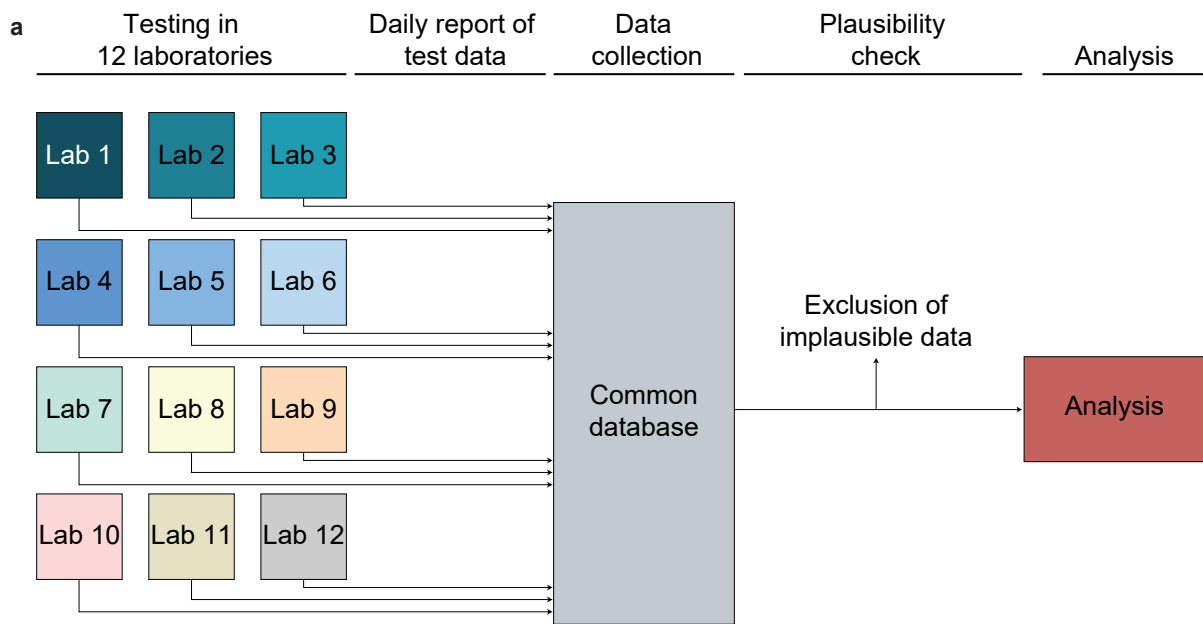 a
Testing in
12 laboratories
Daily report of
test data
Data
collection
Plausibility
check
Analysis
Lab 1
Lab 2
Lab 3
Lab 4
Lab 5
Lab 6
Exclusion of
implausible data
Lab 7
Lab 8
Lab 9
Common
database
Analysis
Lab 10
Lab 11
Lab 12